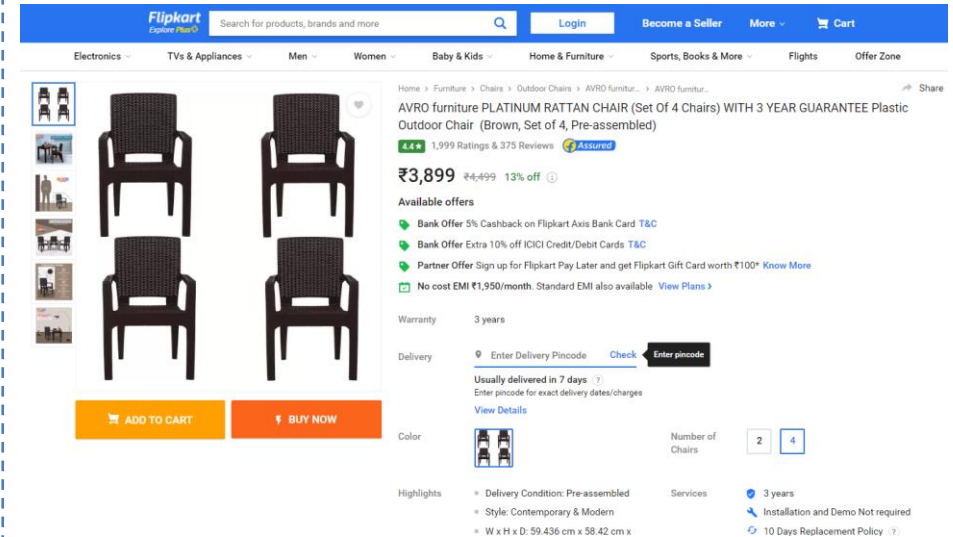 Flipkart
Explore Plus
Search for products, brands and more
Login
Become a Seller
More
Cart
Electronics
TVs & Appliances
Men
Women
Baby & Kids
Home & Furniture
Sports, Books & More
Flights
Offer Zone
Home > Furniture > Chairs > Outdoor Chairs > AVRO furnitur... > AVRO furnitur...
Share
AVRO furniture PLATINUM RATTAN CHAIR (Set Of 4 Chairs) WITH 3 YEAR GUARANTEE Plastic
Outdoor Chair (Brown, Set of 4, Pre-assembled)
4.4★ 1,999 Ratings & 375 Reviews Assured
₹3,899 ₹4,499 13% off
Available offers
Bank Offer 5% Cashback on Flipkart Axis Bank Card T&C
Bank Offer Extra 10% off ICICI Credit/Debit Cards T&C
Partner Offer Sign up for Flipkart Pay Later and get Flipkart Gift Card worth ₹100* Know More
No cost EMI ₹1,950/month. Standard EMI also available View Plans >
Warranty 3 years
Delivery Enter Delivery Pincode Check Enter pincode
Usually delivered in 7 days ?
Enter pincode for exact delivery dates/charges
View Details
ADD TO CART
BUY NOW
Color
Number of
Chairs
2 4
Highlights
Delivery Condition: Pre-assembled
Style: Contemporary & Modern
W x H x D: 59.436 cm x 58.42 cm x
Services
3 years
Installation and Demo Not required
10 Days Replacement Policy ?